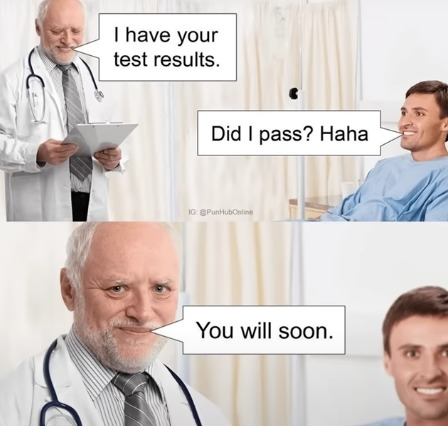 I have your
test results.
Did I pass? Haha
IG: @PunHubOnline
You will soon.